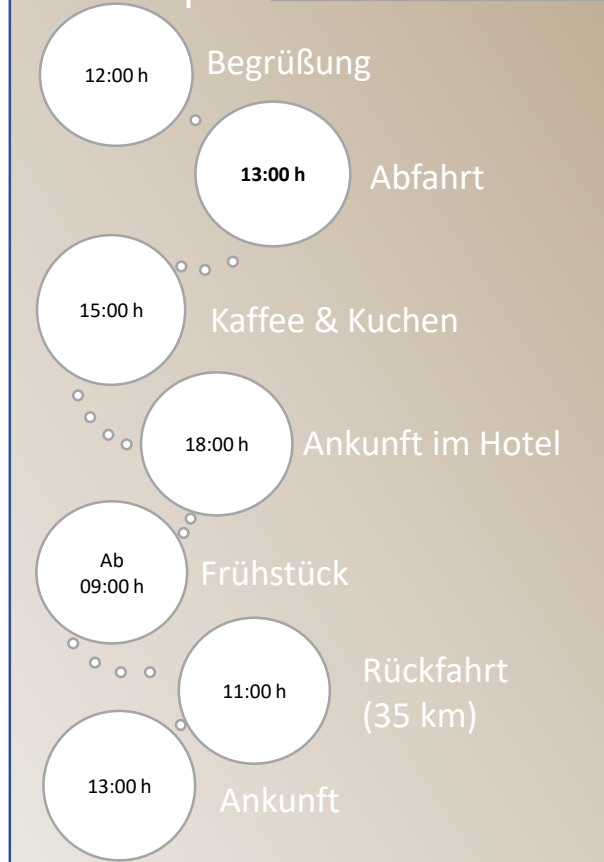 12:00 h
Begrüßung
13:00 h
Abfahrt
15:00 h
Kaffee & Kuchen
18:00 h
Ankunft im Hotel
Ab
09:00 h
Frühstück
11:00 h
Rückfahrt
(35 km)
13:00 h
Ankunft